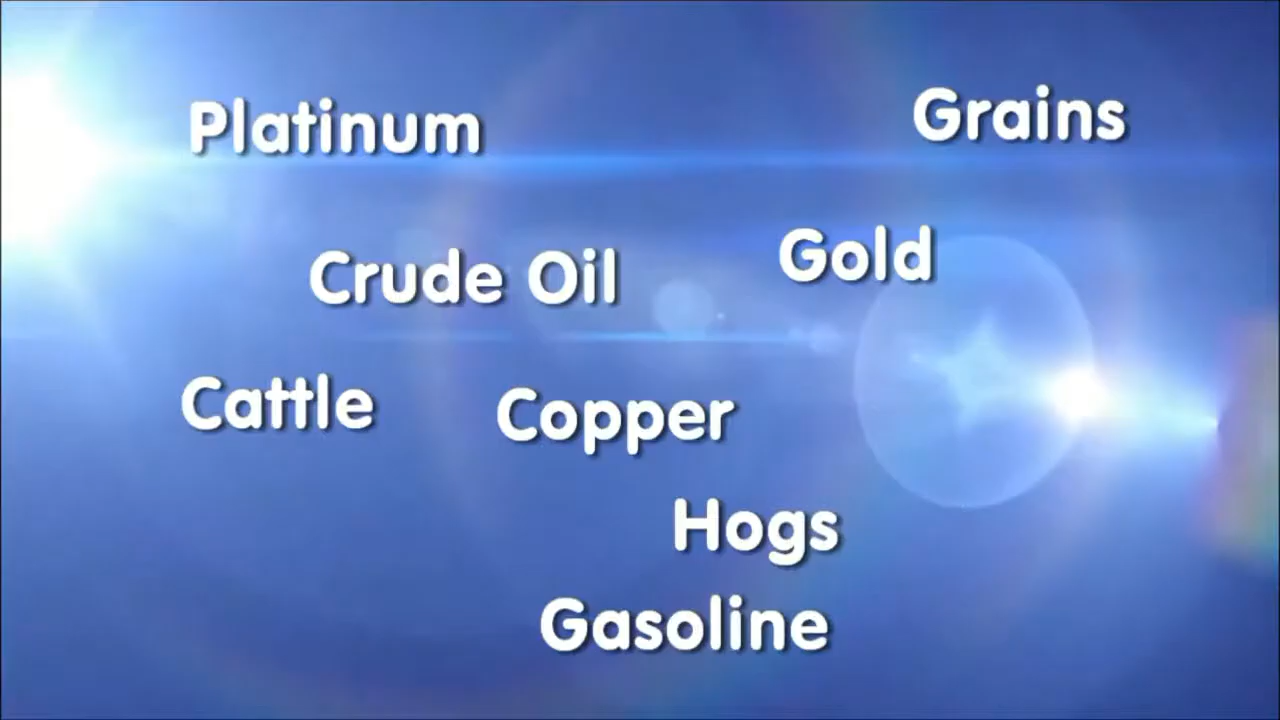 Platinum
Grains
Crude Oil
Gold
Cattle
Copper
Hogs
Gasoline